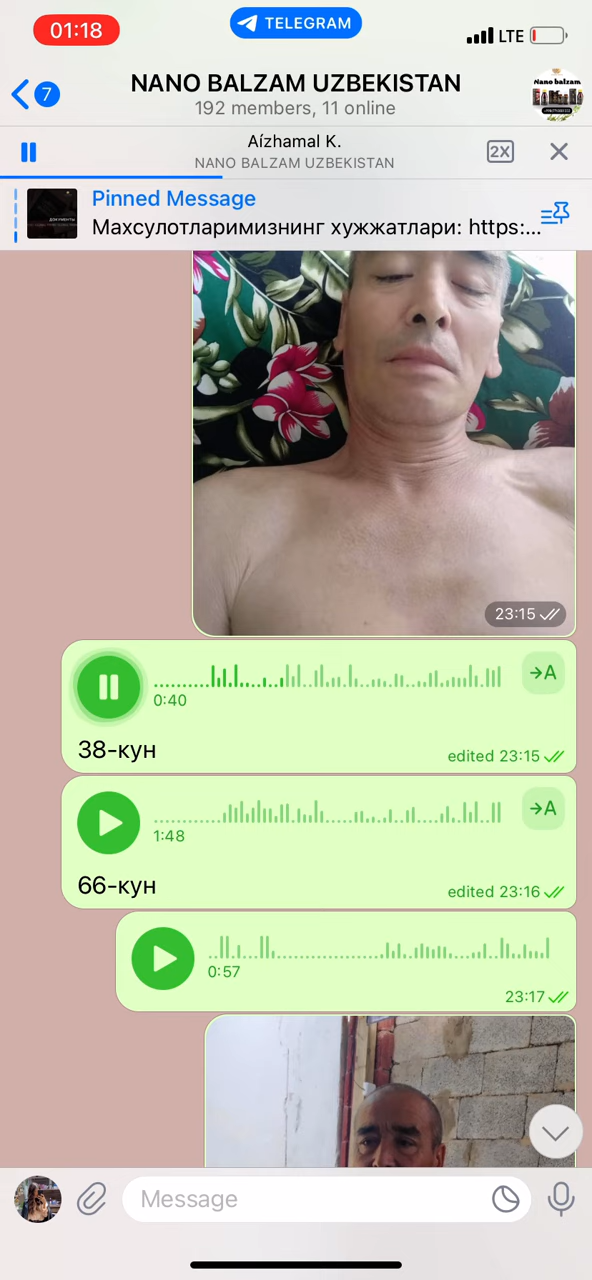 01:18
TELEGRAM
LTE
7
NANO BALZAM UZBEKISTAN
192 members, 11 online
Nano balzam
Aízhamal K.
NANO BALZAM UZBEKISTAN
2X
Pinned Message
Махсулотларимизнинг хужжатлари: https:...
23:15
0:40
→A
38-кун
edited 23:15
1:48
→A
66-кун
edited 23:16
0:57
23:17
Message